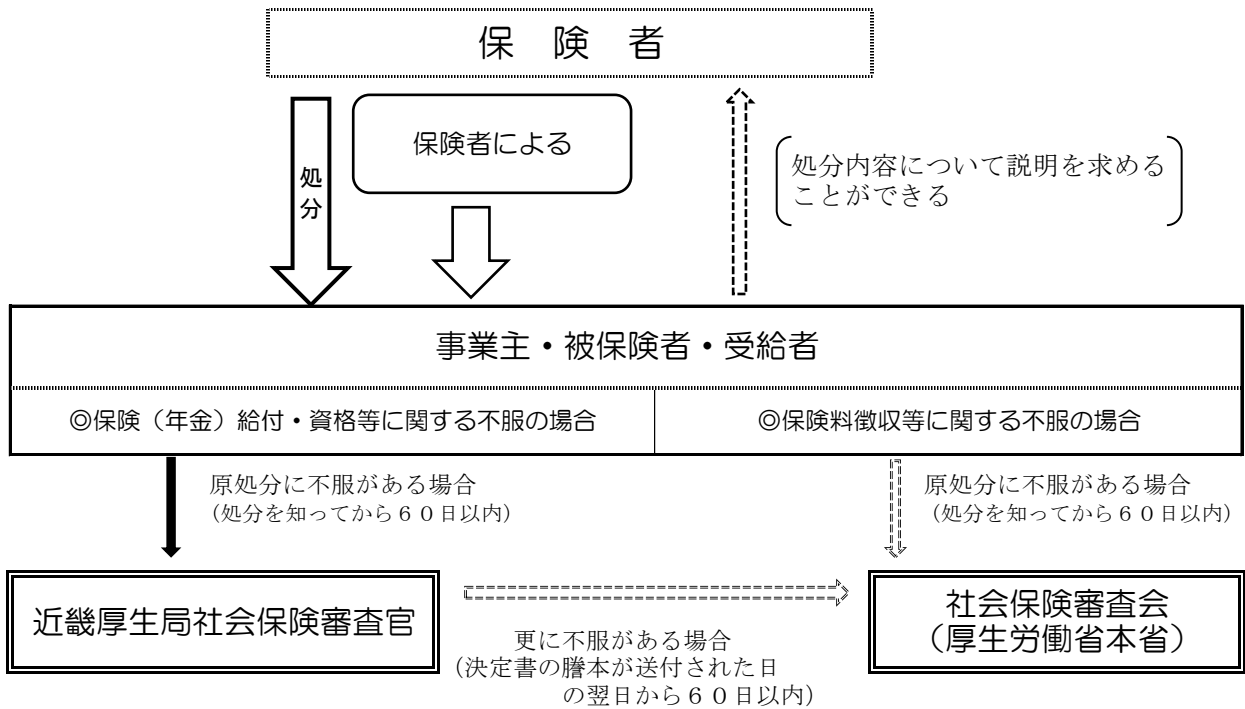 保　険　者
処分
保険者による
処分内容について説明を求める
ことができる
事業主・被保険者・受給者
◎保険（年金）給付・資格等に関する不服の場合
◎保険料徴収等に関する不服の場合
原処分に不服がある場合
（処分を知ってから６０日以内）
原処分に不服がある場合
（処分を知ってから６０日以内）
近畿厚生局社会保険審査官
更に不服がある場合
（決定書の謄本が送付された日
の翌日から６０日以内）
社会保険審査会
（厚生労働省本省）